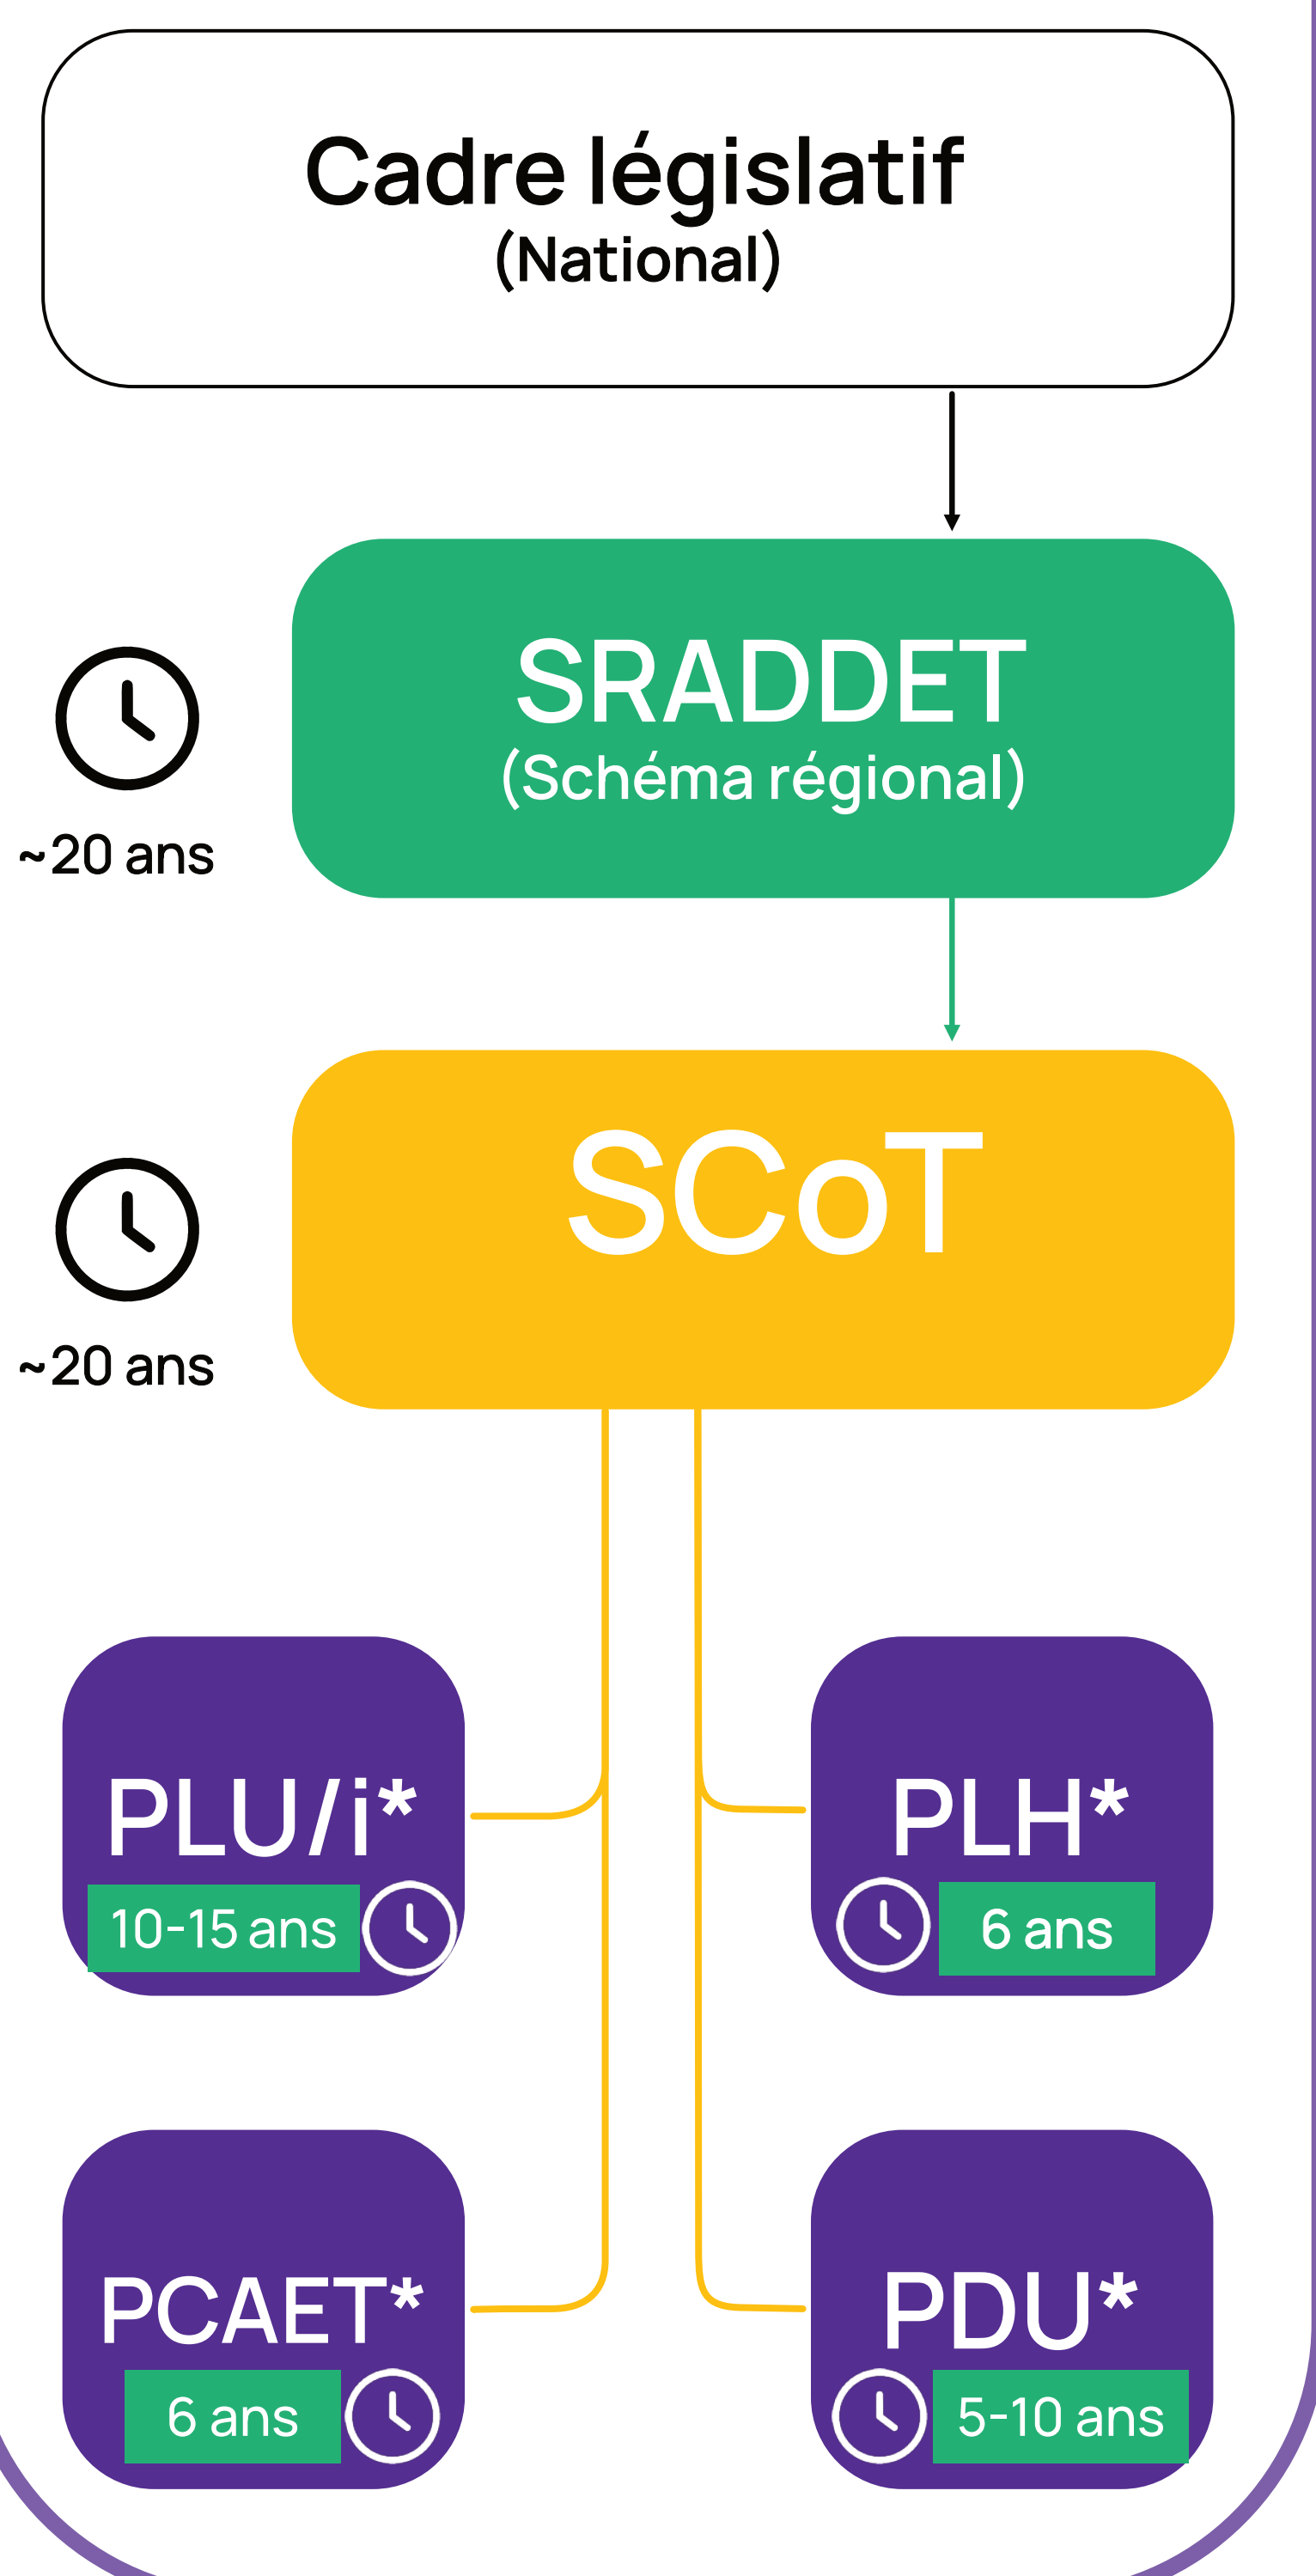 Cadre législatif
(National)
SRADDET
(Schéma régional)
~20 ans
SCoT
~20 ans
PLU/i*
10-15 ans
PLH*
6 ans
PCAET*
6 ans
PDU*
5-10 ans